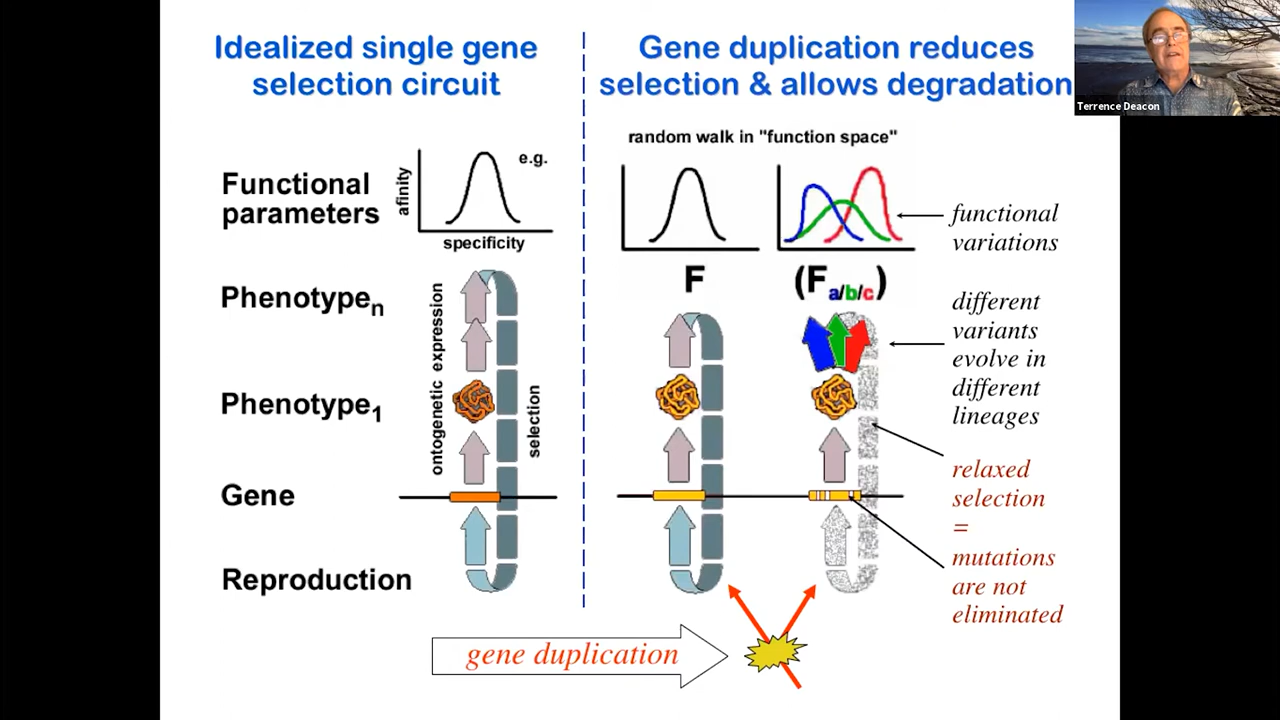 Idealized single gene
selection circuit
Gene duplication reduces
selection & allows degradation
Terrence Deacon
Functional
parameters
afinity
e.g.
specificity
Phenotypen
Phenotype1
Gene
Reproduction
ontogenetic expression
selection
random walk in "function space"
F
(Fa/b/c)
functional
variations
different
variants
evolve in
different
lineages
relaxed
selection
=
mutations
are not
eliminated
gene duplication